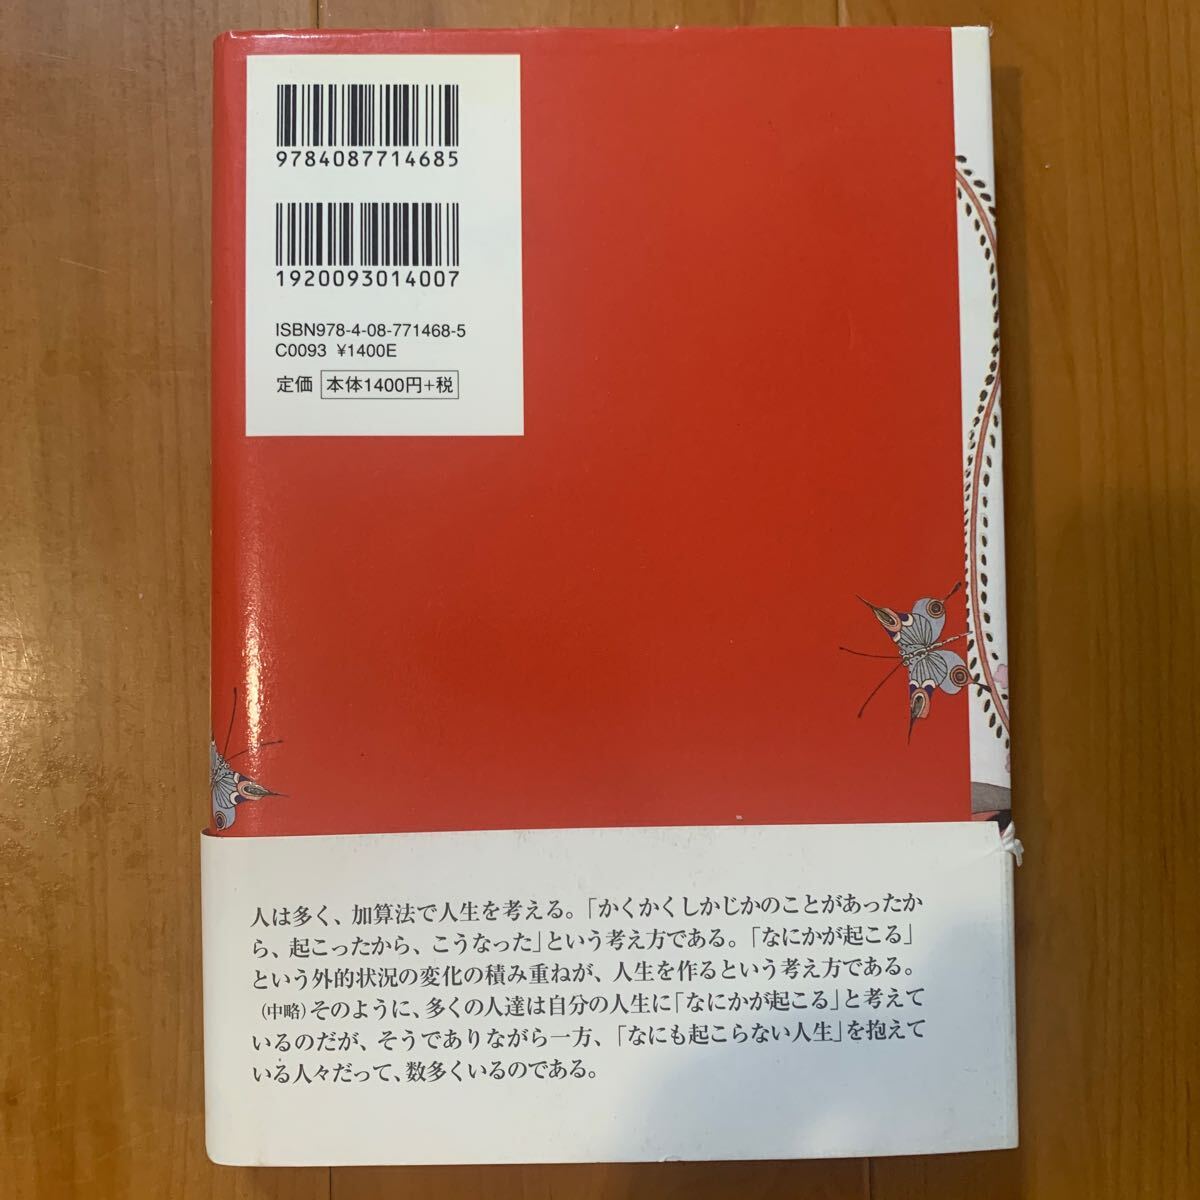 9784087714685
1920093014007
ISBN978-4-08-771468-5
C0093 ¥1400E
定価 本体1400円+税
人は多く、加算法で人生を考える。「かくかくしかじかのことがあったか
ら、起こったから、こうなった」という考え方である。「なにかが起こる」
という外的状況の変化の積み重ねが、人生を作るという考え方である。
(中略)そのように、多くの人達は自分の人生に「なにかが起こる」と考えて
いるのだが、そうでありながら一方、「なにも起こらない人生」を抱えて
いる人々だって、数多くいるのである。